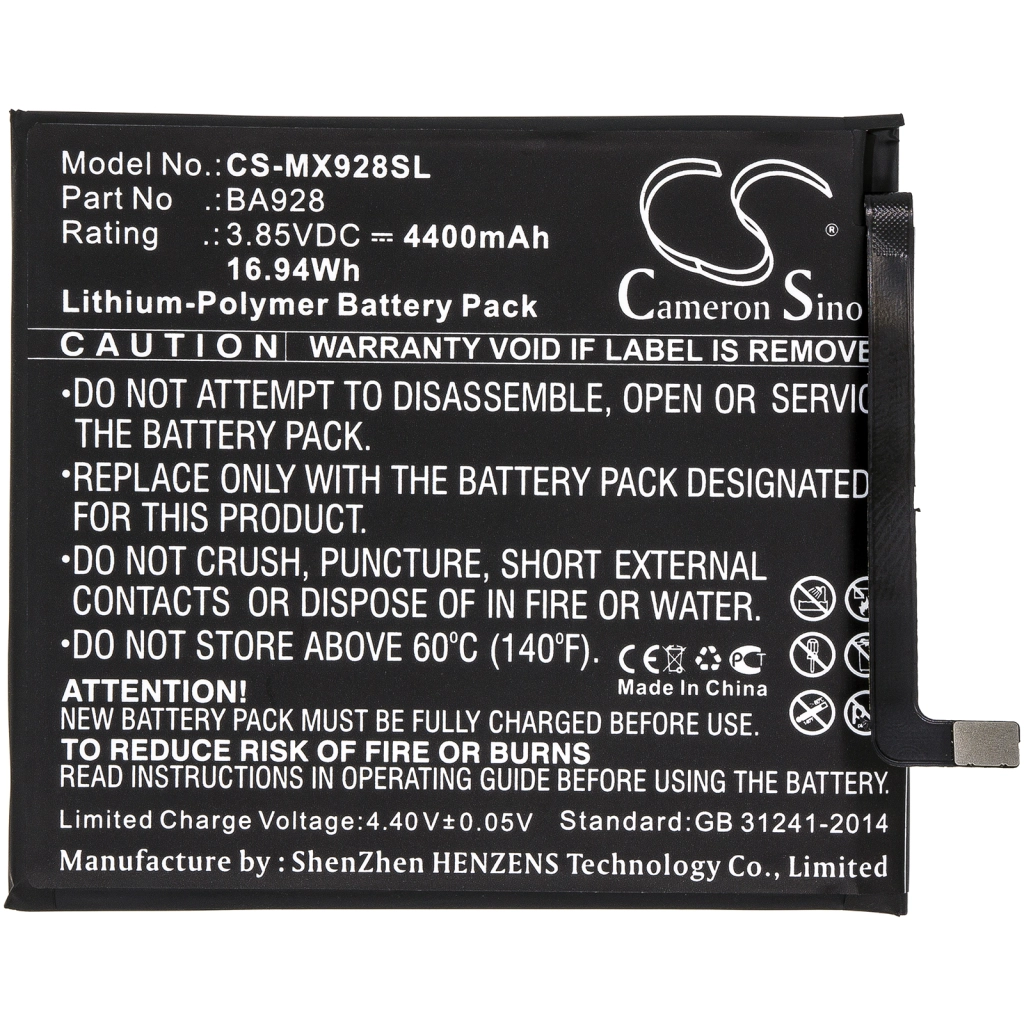 Model No.: CS-MX928SL
Part No .: BA928
Rating .: 3.85VDC ⎓ 4400mAh
16.94Wh
Lithium-Polymer Battery Pack
CS
®
Cameron Sino
CAUTION WARRANTY VOID IF LABEL IS REMOVE
•DO NOT ATTEMPT TO DISASSEMBLE, OPEN OR SERVIC
THE BATTERY PACK.
•REPLACE ONLY WITH THE BATTERY PACK DESIGNATED
FOR THIS PRODUCT.
•DO NOT CRUSH, PUNCTURE, SHORT EXTERNAL
CONTACTS OR DISPOSE OF IN FIRE OR WATER.
•DO NOT STORE ABOVE 60ºC (140ºF).
CE PCT
Made In China
ATTENTION!
NEW BATTERY PACK MUST BE FULLY CHARGED BEFORE USE.
TO REDUCE RISK OF FIRE OR BURNS
READ INSTRUCTIONS IN OPERATING GUIDE BEFORE USING THE BATTERY.
Limited Charge Voltage:4.40V±0.05V Standard:GB 31241-2014
Manufacture by : ShenZhen HENZENS Technology Co., Limited